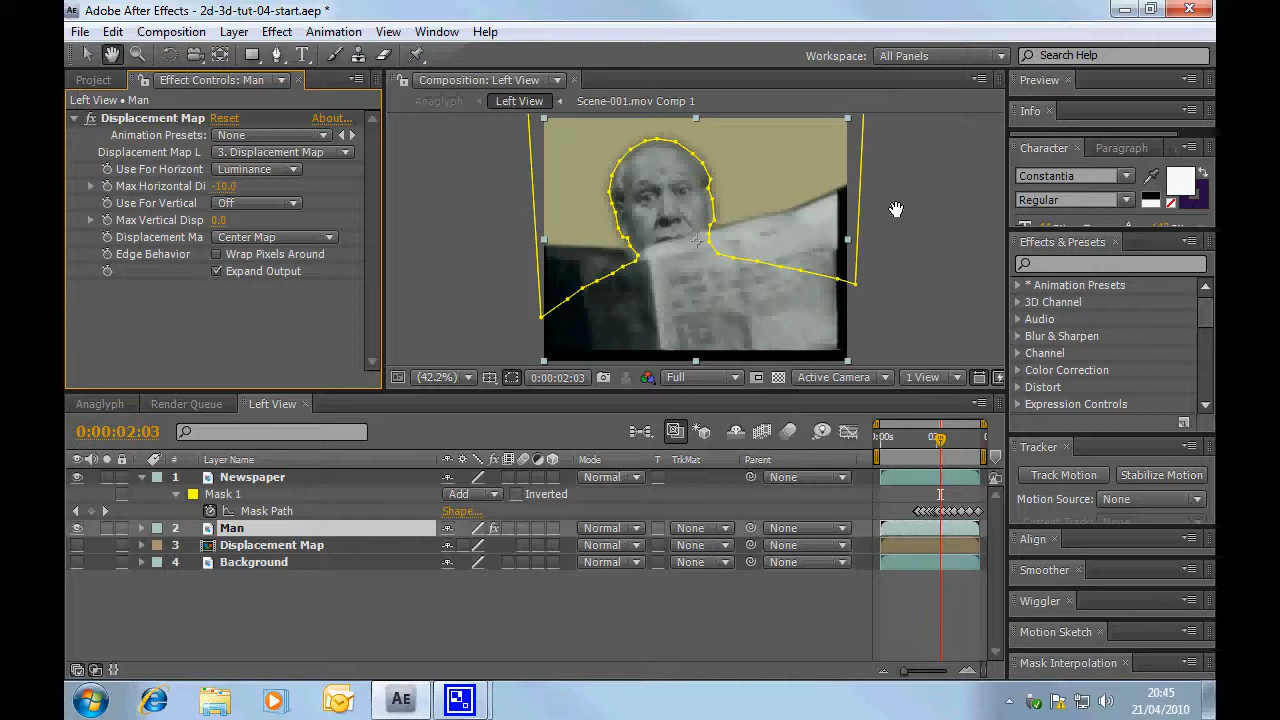 Adobe After Effects - 2d-3d-tut-04-start.aep *
File Edit Composition Layer Effect Animation View Window Help
Workspace: All Panels Search Help
Project Effect Controls: Man Composition: Left View Preview
Left View • Man Anaglyph Left View Scene-001.mov Comp 1 Info
Displacement Map Reset About...
Animation Presets: None
Displacement Map L 3. Displacement Map
Use For Horizont Luminance
Max Horizontal Di -10.0
Use For Vertical Off
Max Vertical Disp 0.0
Displacement Ma Center Map
Edge Behavior Wrap Pixels Around
Expand Output
Character Paragraph
Constantia
Regular
Effects & Presets
* Animation Presets
3D Channel
Audio
Blur & Sharpen
Channel
Color Correction
Distort
Expression Controls
(42.2%) 0:00:02:03 Full Active Camera 1 View
Anaglyph Render Queue Left View
0:00:02:03
# Layer Name Mode T TrkMat Parent
1 Newspaper Normal None
Mask 1 Add Inverted
Mask Path Shape...
2 Man Normal None None
3 Displacement Map Normal None None
4 Background Normal None None
Tracker
Track Motion Stabilize Motion
Motion Source: None
Align
Smoother
Wiggler
Motion Sketch
Mask Interpolation
AE
20:45
21/04/2010